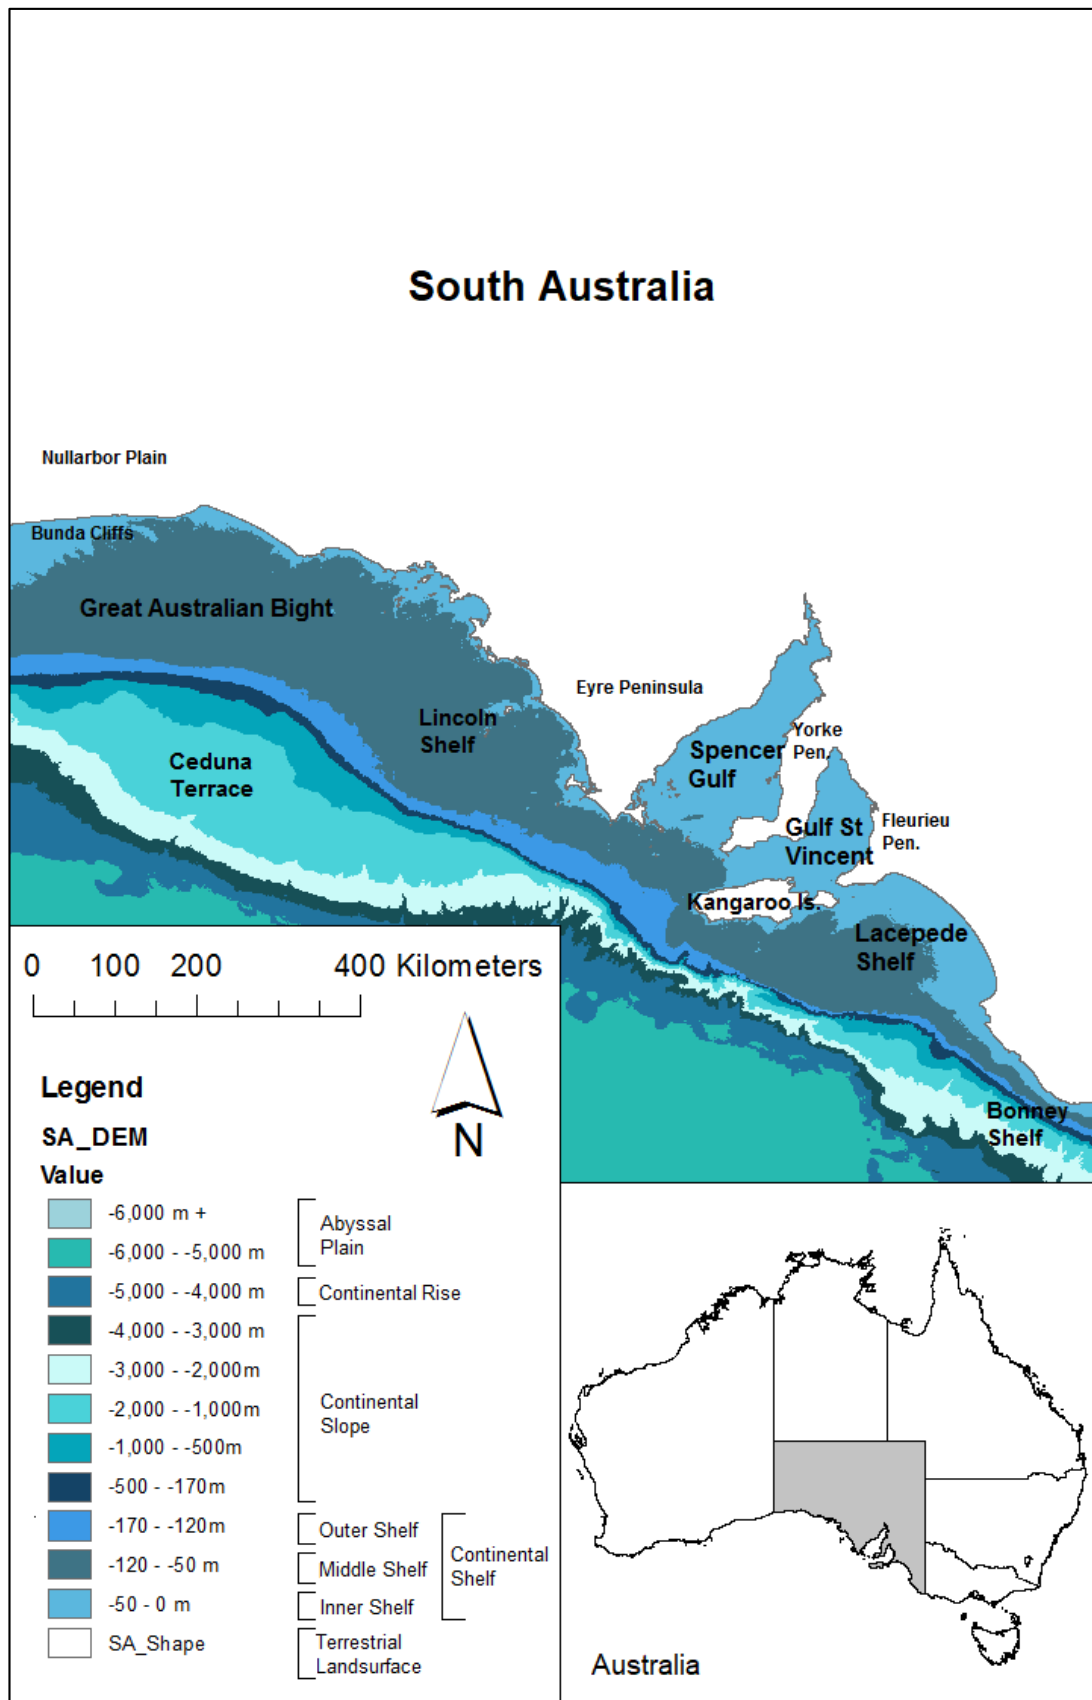 South Australia
Nullarbor Plain
Bunda Cliffs
Great Australian Bight
Eyre Peninsula
Lincoln
Shelf
Yorke
Pen.
Spencer
Gulf
Ceduna
Terrace
Gulf St
Vincent
Fleurieu
Pen.
Kangaroo Is.
Lacepede
Shelf
Bonney
Shelf
0 100 200 400 Kilometers
N
Legend
SA_DEM
Value
-6,000 m +
-6,000 - -5,000 m
Abyssal
Plain
-5,000 - -4,000 m
Continental Rise
-4,000 - -3,000 m
-3,000 - -2,000m
-2,000 - -1,000m
-1,000 - -500m
-500 - -170m
Continental
Slope
-170 - -120m
Outer Shelf
-120 - -50 m
Middle Shelf
-50 - 0 m
Inner Shelf
Continental
Shelf
SA_Shape
Terrestrial
Landsurface
Australia